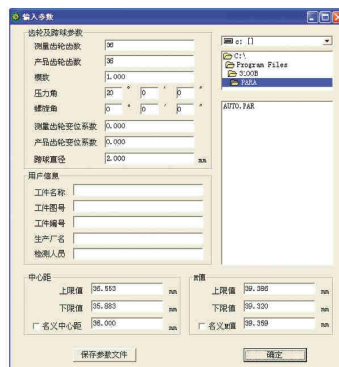 输入参数
齿轮及跨球参数
测量齿轮齿数 36
产品齿轮齿数 36
模数 1.000
压力角 20 ° 0 ′ 0 ″
螺旋角 0 ° 0 ′ 0 ″
测量齿轮变位系数 0.000
产品齿轮变位系数 0.000
跨球直径 2.000 mm
用户信息
工件名称
工件图号
工件编号
生产厂名
检测人员
c: []
C:\
Program Files
3100B
PARA
AUTO.PAR
中心距
上限值 36.553 mm
下限值 35.883 mm
名义中心距 36.000 mm
M值
上限值 39.386 mm
下限值 39.320 mm
名义M值 39.359 mm
保存参数文件
确定